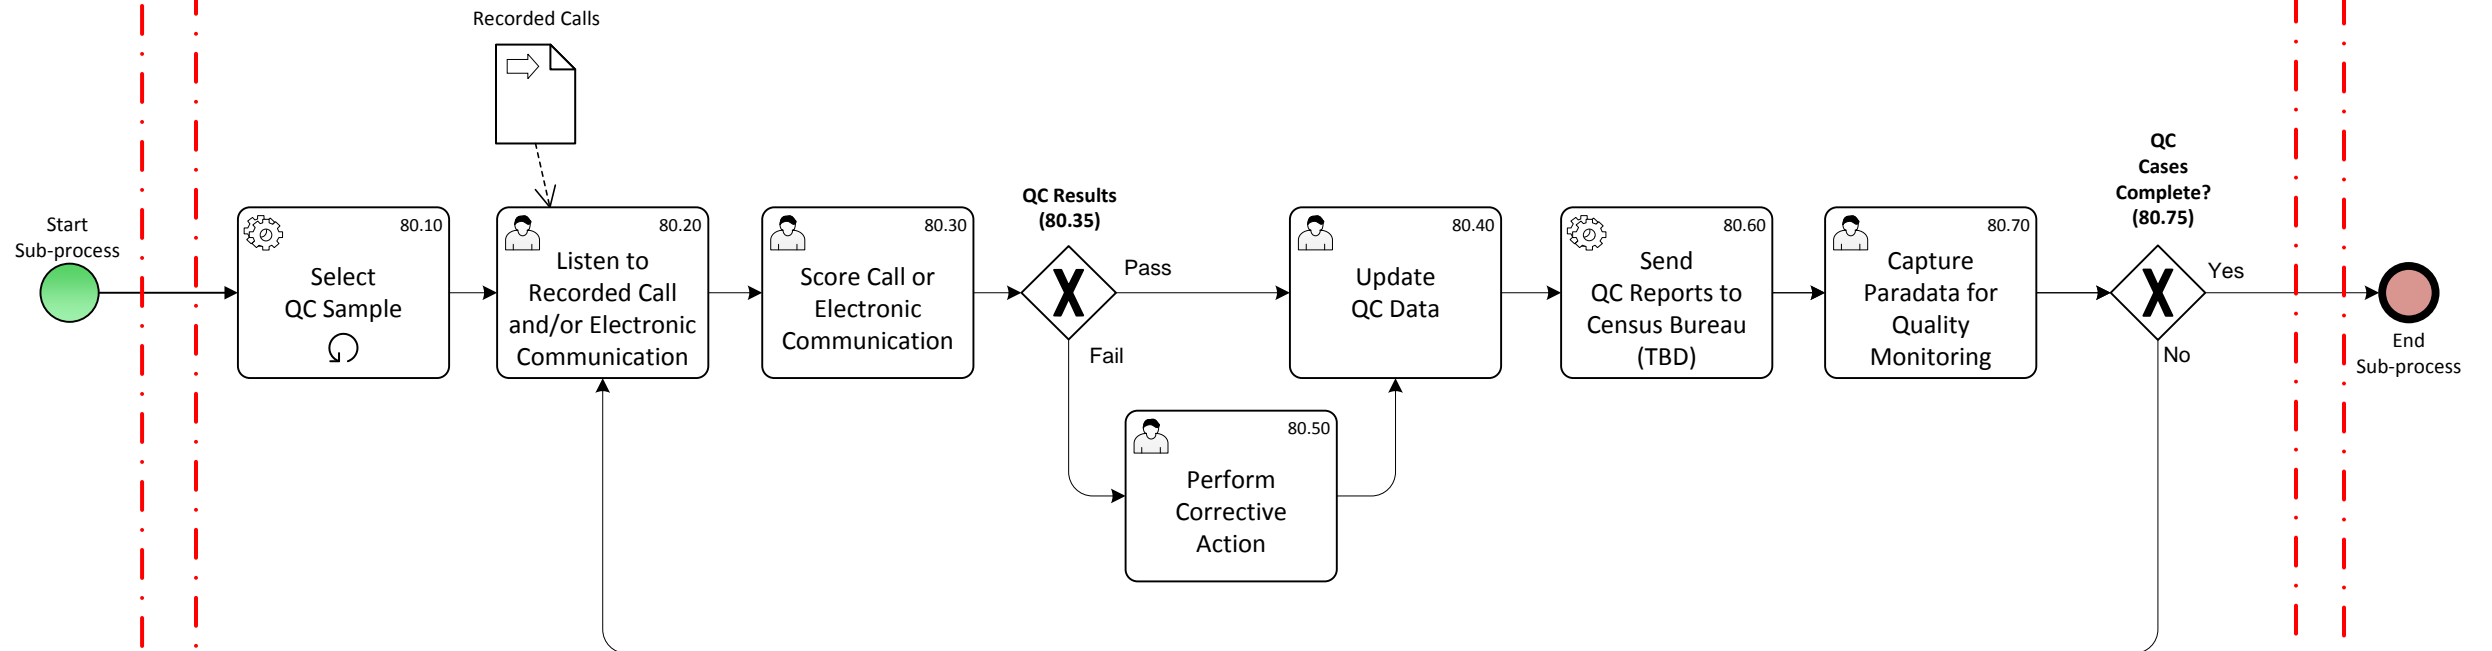 Recorded Calls
Start
Sub-process
80.10
Select
QC Sample
80.20
Listen to
Recorded Call
and/or Electronic
Communication
80.30
Score Call or
Electronic
Communication
QC Results
(80.35)
Pass
Fail
80.50
Perform
Corrective
Action
80.40
Update
QC Data
80.60
Send
QC Reports to
Census Bureau
(TBD)
80.70
Capture
Paradata for
Quality
Monitoring
QC
Cases
Complete?
(80.75)
Yes
No
End
Sub-process